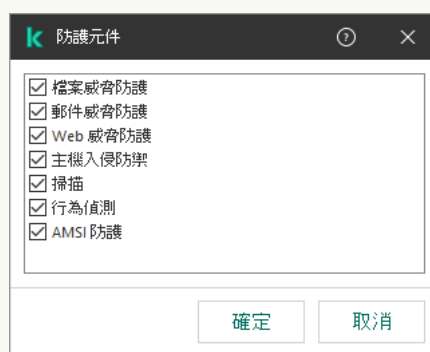 防護元件
檔案威脅防護
郵件威脅防護
Web 威脅防護
主機入侵防禦
掃描
行為偵測
AMSI 防護
確定
取消